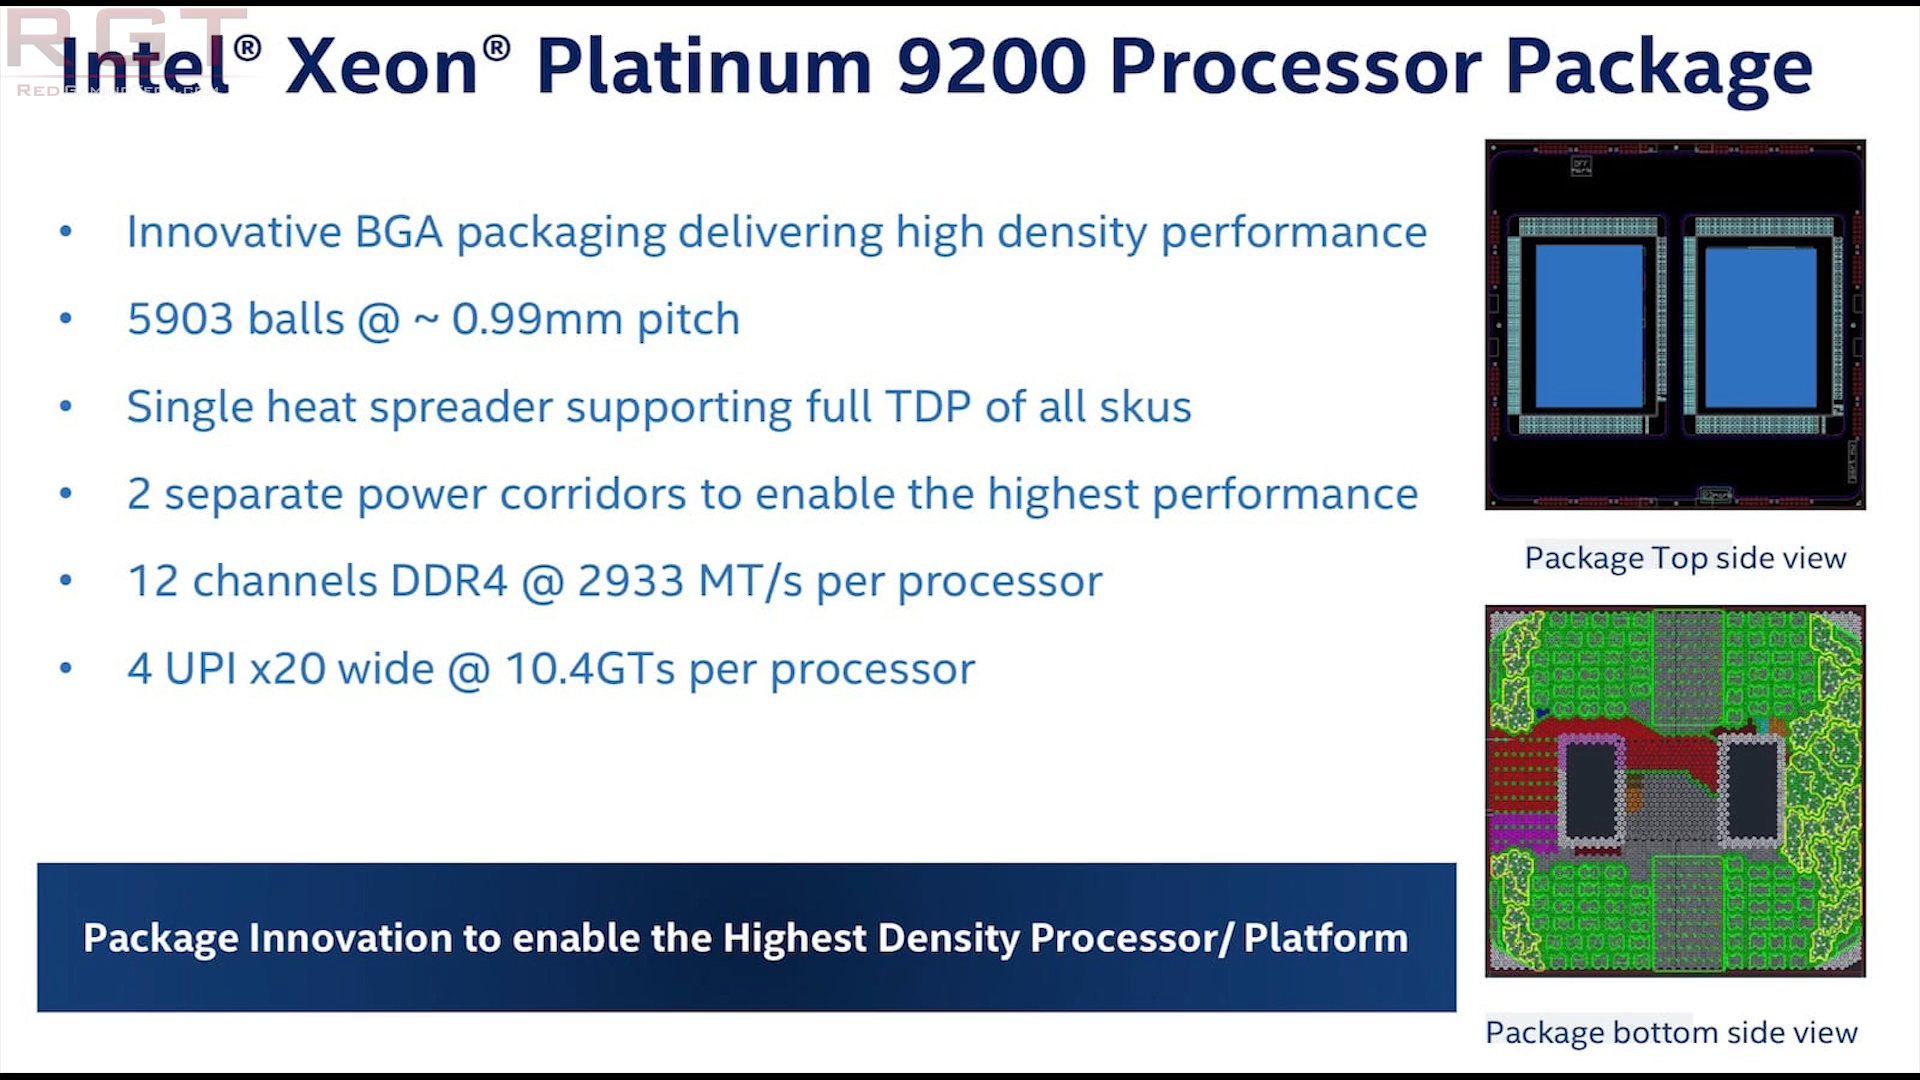 RGT
Intel® Xeon® Platinum 9200 Processor Package
• Innovative BGA packaging delivering high density performance
• 5903 balls @ ~ 0.99mm pitch
• Single heat spreader supporting full TDP of all skus
• 2 separate power corridors to enable the highest performance
• 12 channels DDR4 @ 2933 MT/s per processor
• 4 UPI x20 wide @ 10.4GTs per processor
Package Innovation to enable the Highest Density Processor/ Platform
Package Top side view
Package bottom side view